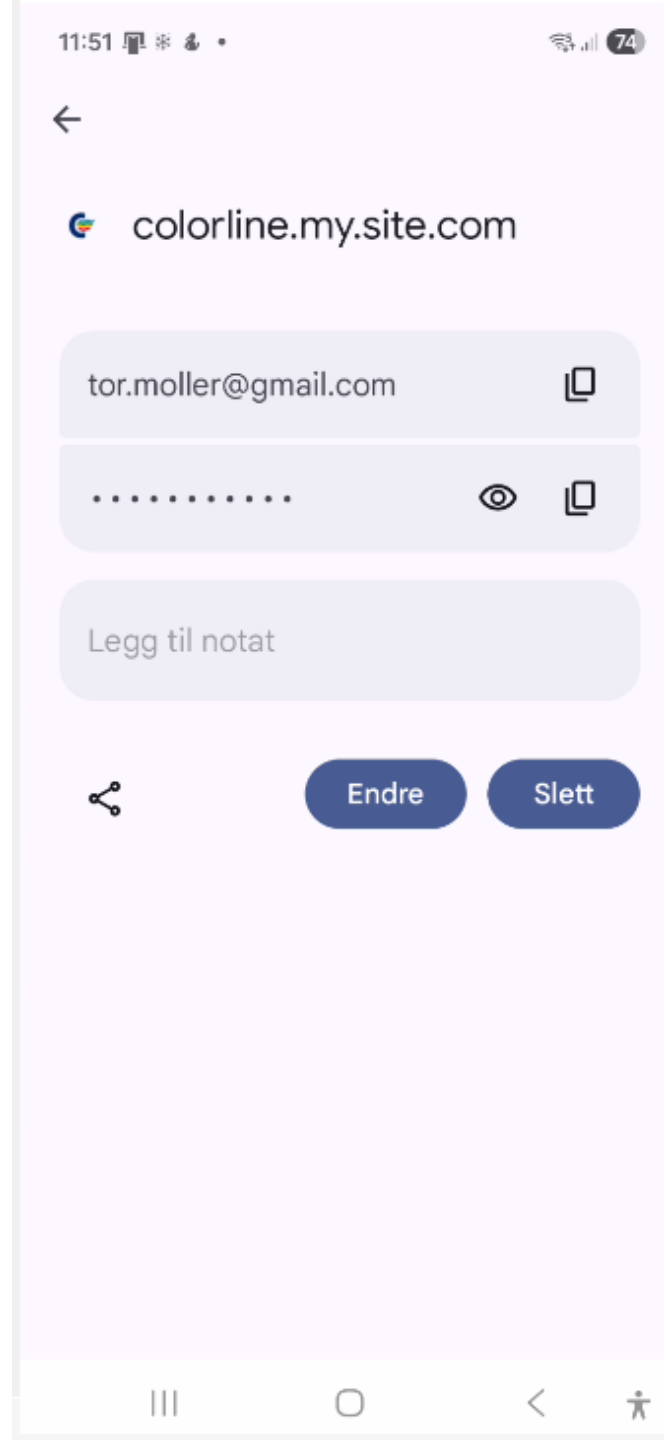 11:51
74
colorline.my.site.com
tor.moller@gmail.com
...........
Legg til notat
Endre
Slett